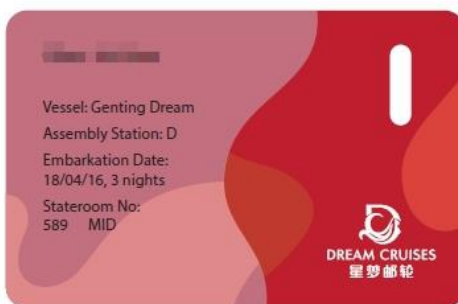 Vessel: Genting Dream
Assembly Station: D
Embarkation Date:
18/04/16, 3 nights
Stateroom No:
589 MID
DREAM CRUISES
星梦邮轮